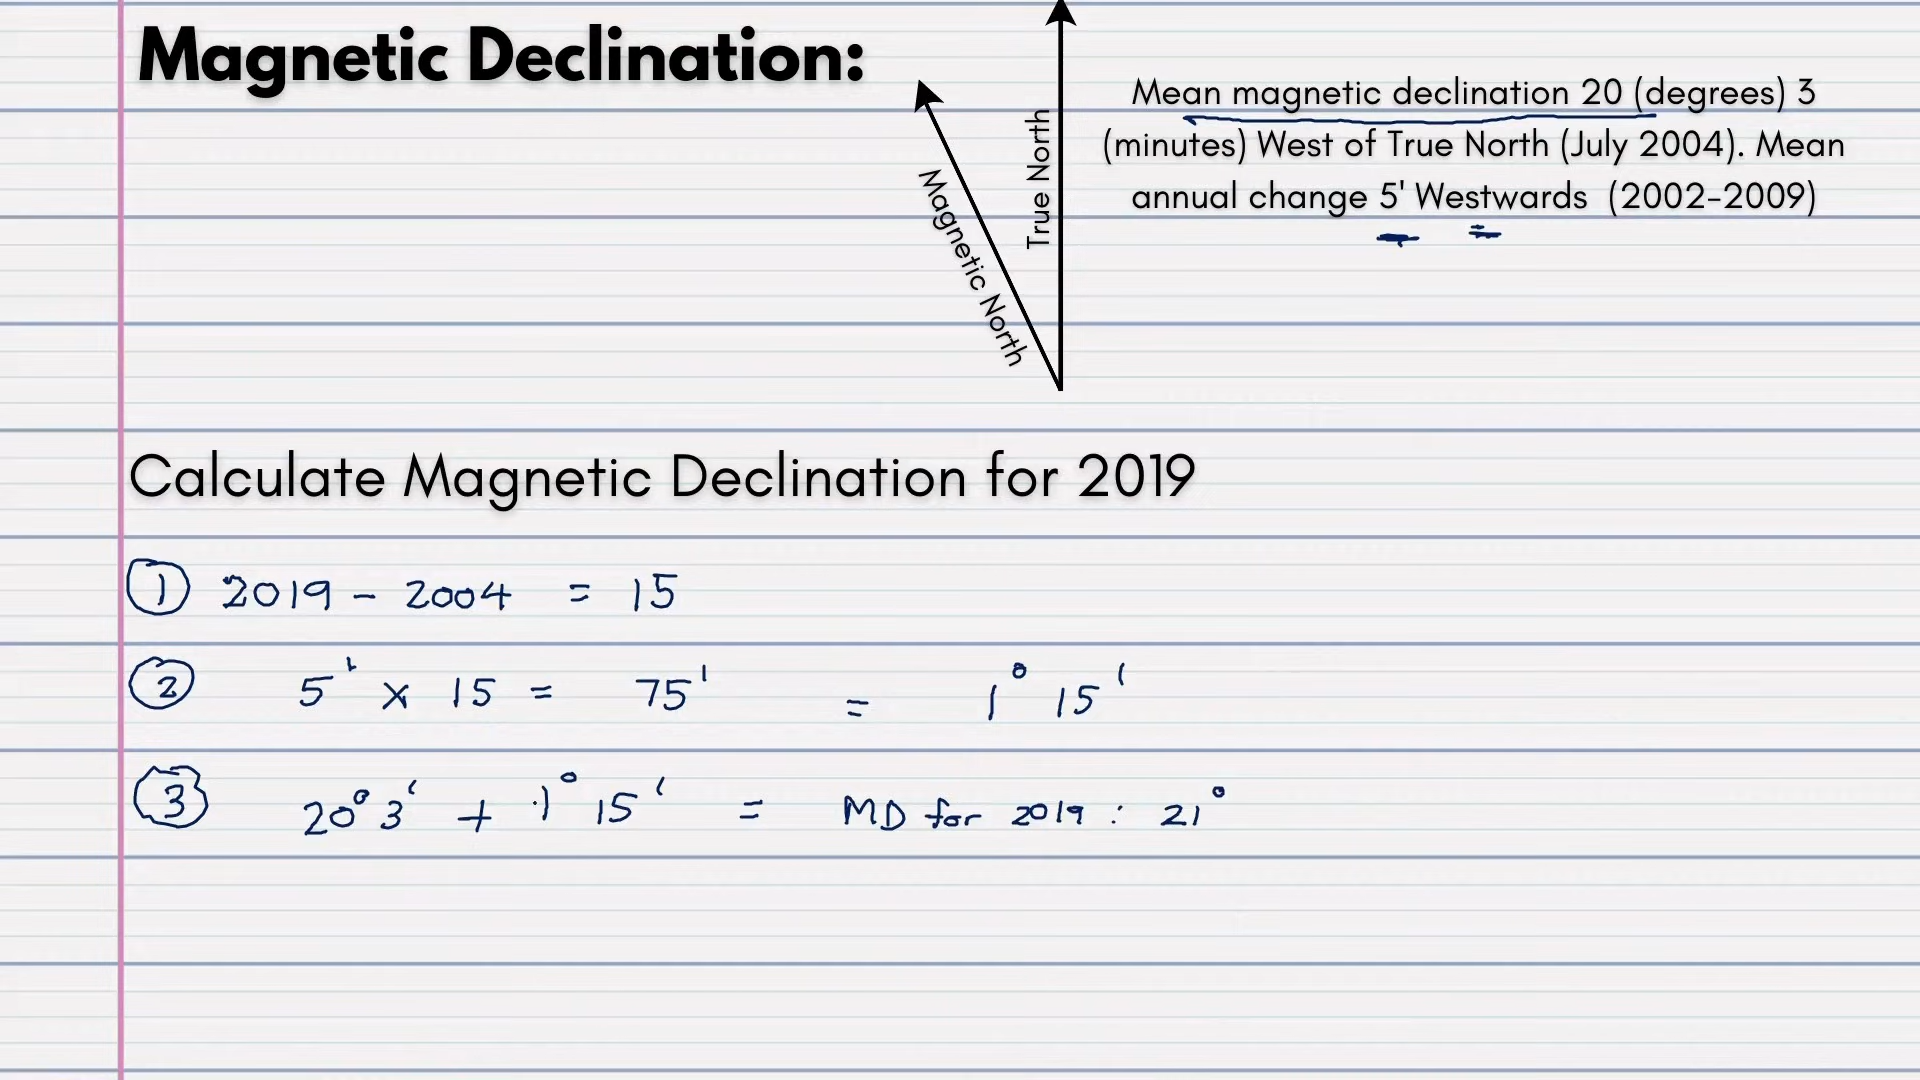 Magnetic Declination:
Magnetic North
True North
Mean magnetic declination 20 (degrees) 3
(minutes) West of True North (July 2004). Mean
annual change 5' Westwards (2002-2009)
Calculate Magnetic Declination for 2019
① 2019 - 2004 = 15
② 5' x 15 = 75' = 1° 15'
③ 20° 3' + 1° 15' = MD for 2019 : 21°